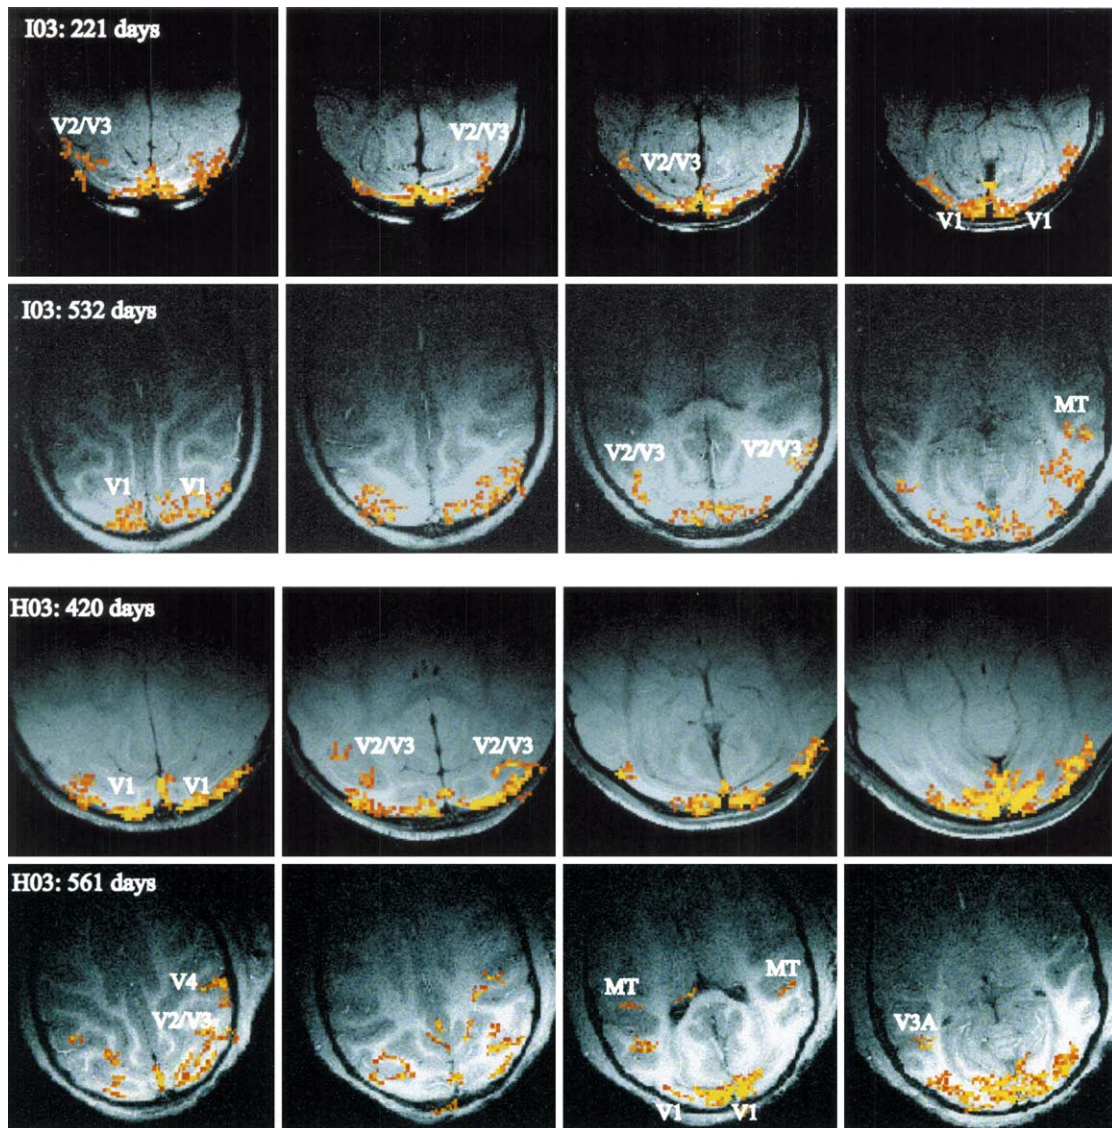 I03: 221 days
V2/V3
V2/V3
V2/V3
V1 V1
I03: 532 days
V1 V1
V2/V3 V2/V3
MT
H03: 420 days
V1 V1
V2/V3 V2/V3
H03: 561 days
V4
V2/V3
MT MT
V1 V1
V3A